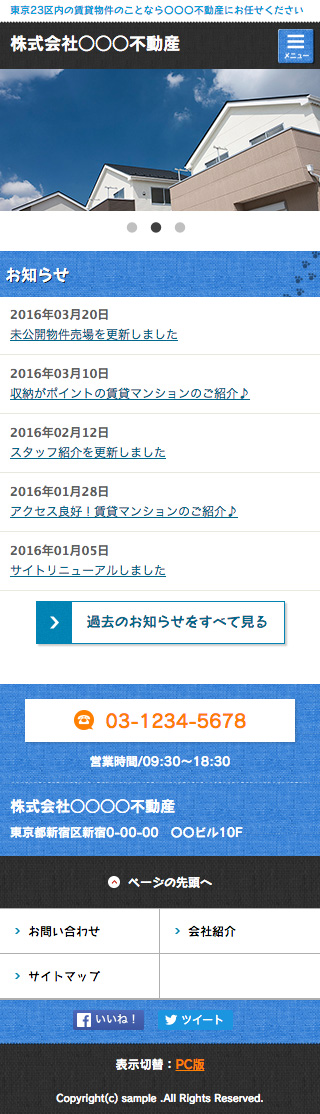 東京23区内の賃貸物件のことなら〇〇〇不動産にお任せください
株式会社〇〇〇不動産
メニュー
お知らせ
2016年03月20日
未公開物件売場を更新しました
2016年03月10日
収納がポイントの賃貸マンションのご紹介♪
2016年02月12日
スタッフ紹介を更新しました
2016年01月28日
アクセス良好！賃貸マンションのご紹介♪
2016年01月05日
サイトリニューアルしました
過去のお知らせをすべて見る
03-1234-5678
営業時間/09:30～18:30
株式会社〇〇〇〇不動産
東京都新宿区新宿0-00-00　〇〇ビル10F
ページの先頭へ
お問い合わせ
会社紹介
サイトマップ
いいね！
ツイート
表示切替：PC版
Copyright(c) sample .All Rights Reserved.